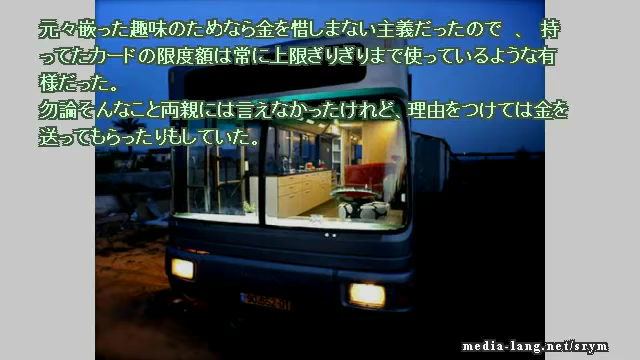 元々嵌った趣味のためなら金を惜しまない主義だったので 、 持
ってたカードの限度額は常に上限ぎりぎりまで使っているような有
様だった。
勿論そんなこと両親には言えなかったけれど、理由をつけては金を
送ってもらったりもしていた。
90-652-01
media-lang.net/srym